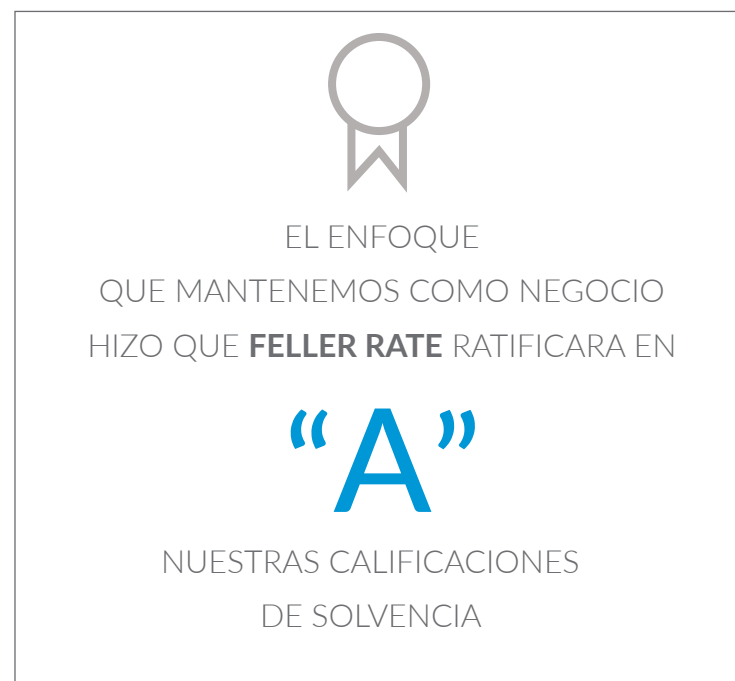 EL ENFOQUE
QUE MANTENEMOS COMO NEGOCIO
HIZO QUE FELLER RATE RATIFICARA EN
“A”
NUESTRAS CALIFICACIONES
DE SOLVENCIA